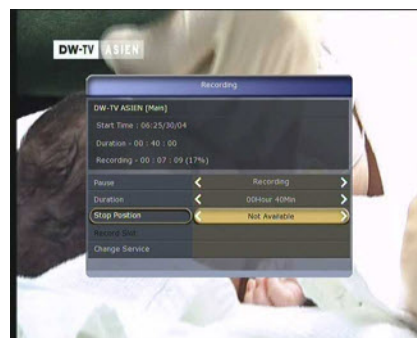 DW-TV ASIEN
Recording
DW-TV ASIEN [Main]
Start Time : 06:25/30/04
Duration - 00 : 40 : 00
Recording - 00 : 07 : 09 (17%)
Pause Recording
Duration 00Hour 40Min
Stop Position Not Available
Record Slot
Change Service